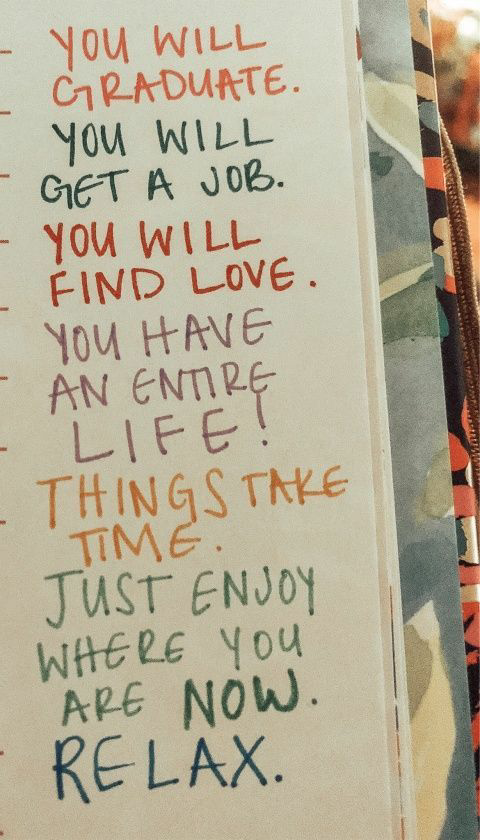 YOU WILL
GRADUATE.
YOU WILL
GET A JOB.
YOU WILL
FIND LOVE.
YOU HAVE
AN ENTIRE
LIFE!
THINGS TAKE
TIME.
JUST ENJOY
WHERE YOU
ARE NOW.
RELAX.